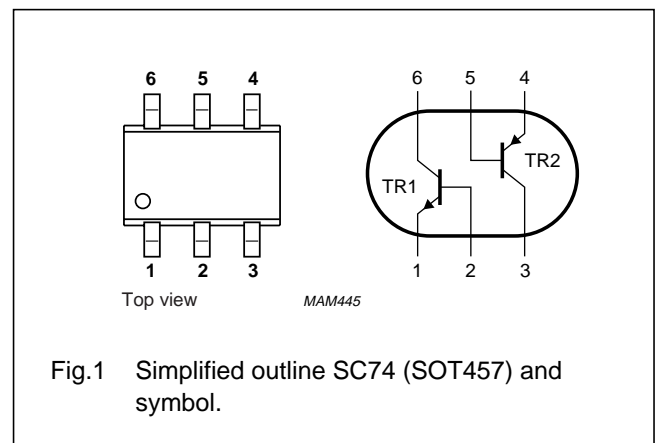 6 5 4
6 5 4
TR1
TR2
1 2 3
1 2 3
Top view
MAM445
Fig.1 Simplified outline SC74 (SOT457) and
symbol.